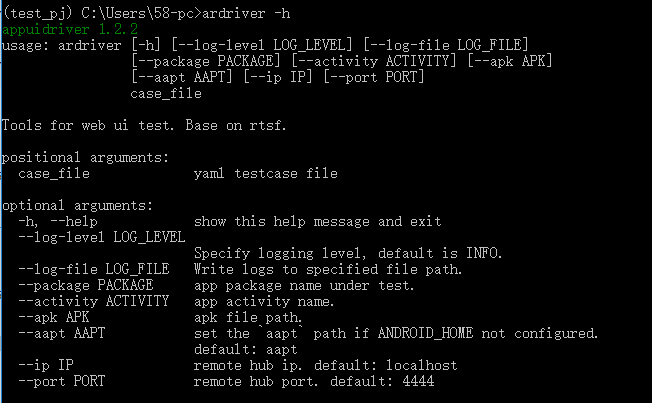 (test_pj) C:\Users\58-pc>ardriver -h
appuidriver 1.2.2
usage: ardriver [-h] [--log-level LOG_LEVEL] [--log-file LOG_FILE]
[--package PACKAGE] [--activity ACTIVITY] [--apk APK]
[--aapt AAPT] [--ip IP] [--port PORT]
case_file
Tools for web ui test. Base on rtsf.
positional arguments:
case_file yaml testcase file
optional arguments:
-h, --help show this help message and exit
--log-level LOG_LEVEL
Specify logging level, default is INFO.
--log-file LOG_FILE Write logs to specified file path.
--package PACKAGE app package name under test.
--activity ACTIVITY app activity name.
--apk APK apk file path.
--aapt AAPT set the `aapt` path if ANDROID_HOME not configured.
default: aapt
--ip IP remote hub ip. default: localhost
--port PORT remote hub port. default: 4444